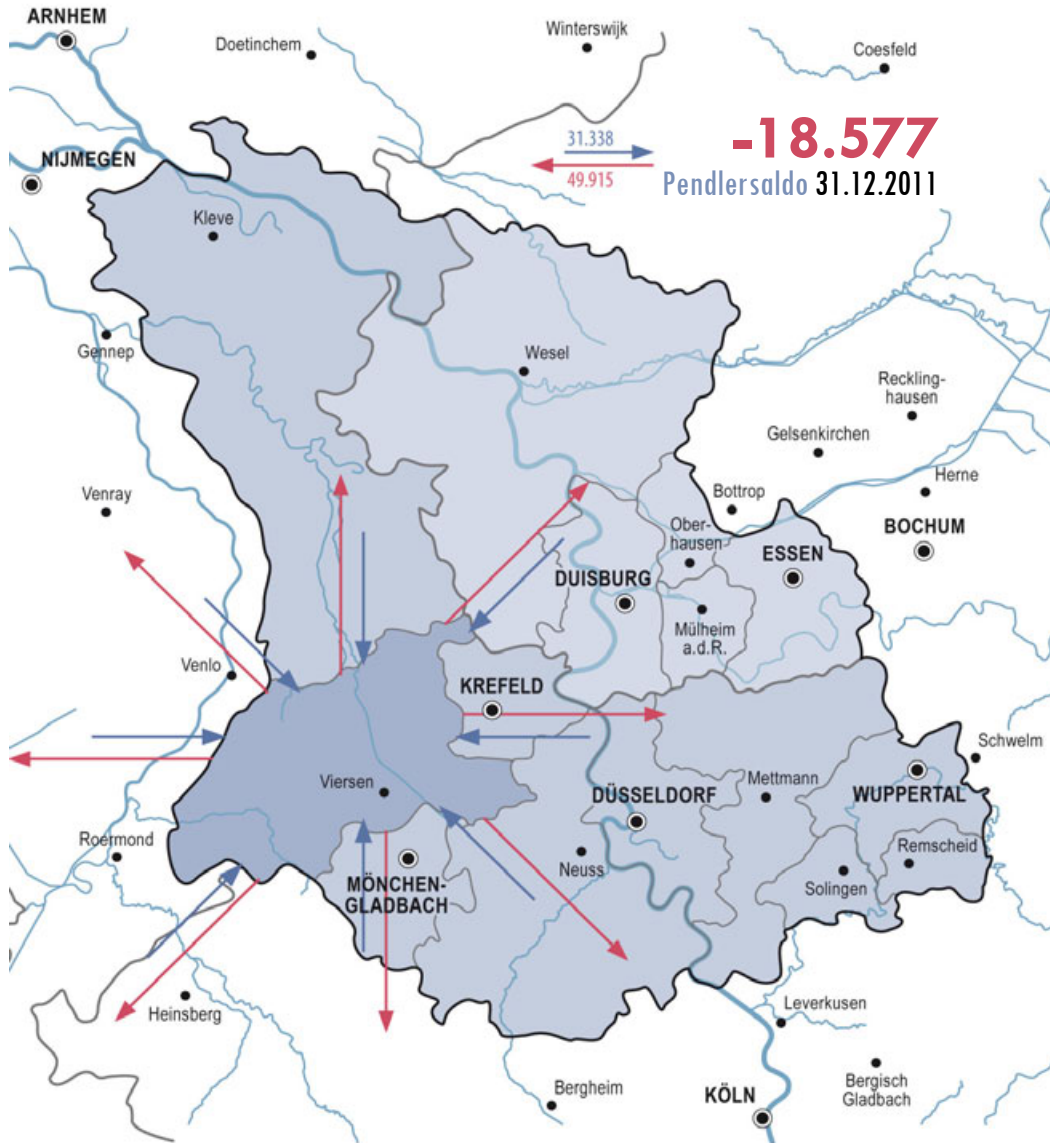 ARNHEM
Doetinchem
Winterswijk
Coesfeld
31.338
49.915
-18.577
Pendlersaldo 31.12.2011
NIJMEGEN
Kleve
Gennep
Wesel
Reckling-
hausen
Gelsenkirchen
Herne
Venray
Bottrop
BOCHUM
Ober-
hausen
ESSEN
DUISBURG
Mülheim
a.d.R.
Venlo
KREFELD
Schwelm
Viersen
Mettmann
DÜSSELDORF
WUPPERTAL
Roermond
Neuss
Remscheid
Solingen
MÖNCHEN-
GLADBACH
Heinsberg
Leverkusen
Bergheim
KÖLN
Bergisch
Gladbach